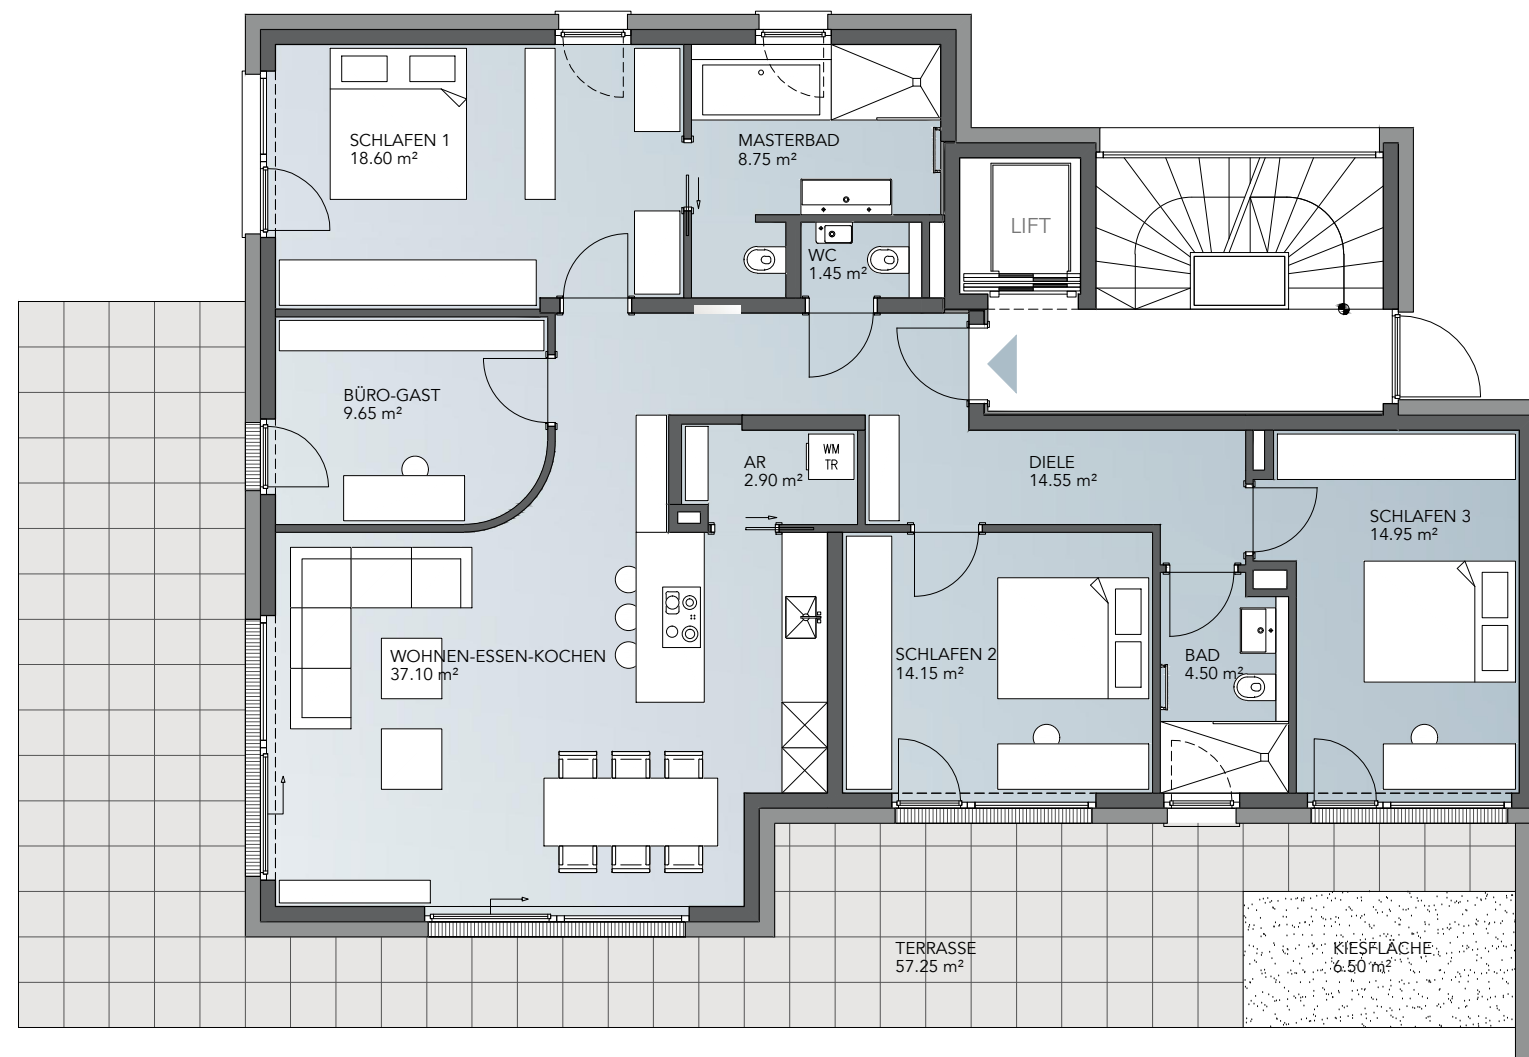 SCHLAFEN 1
18.60 m²
MASTERBAD
8.75 m²
LIFT
WC
1.45 m²
BÜRO-GAST
9.65 m²
AR
2.90 m²
WM
TR
DIELE
14.55 m²
SCHLAFEN 3
14.95 m²
WOHNEN-ESSEN-KOCHEN
37.10 m²
SCHLAFEN 2
14.15 m²
BAD
4.50 m²
TERRASSE
57.25 m²
KIESFLÄCHE
6.50 m²